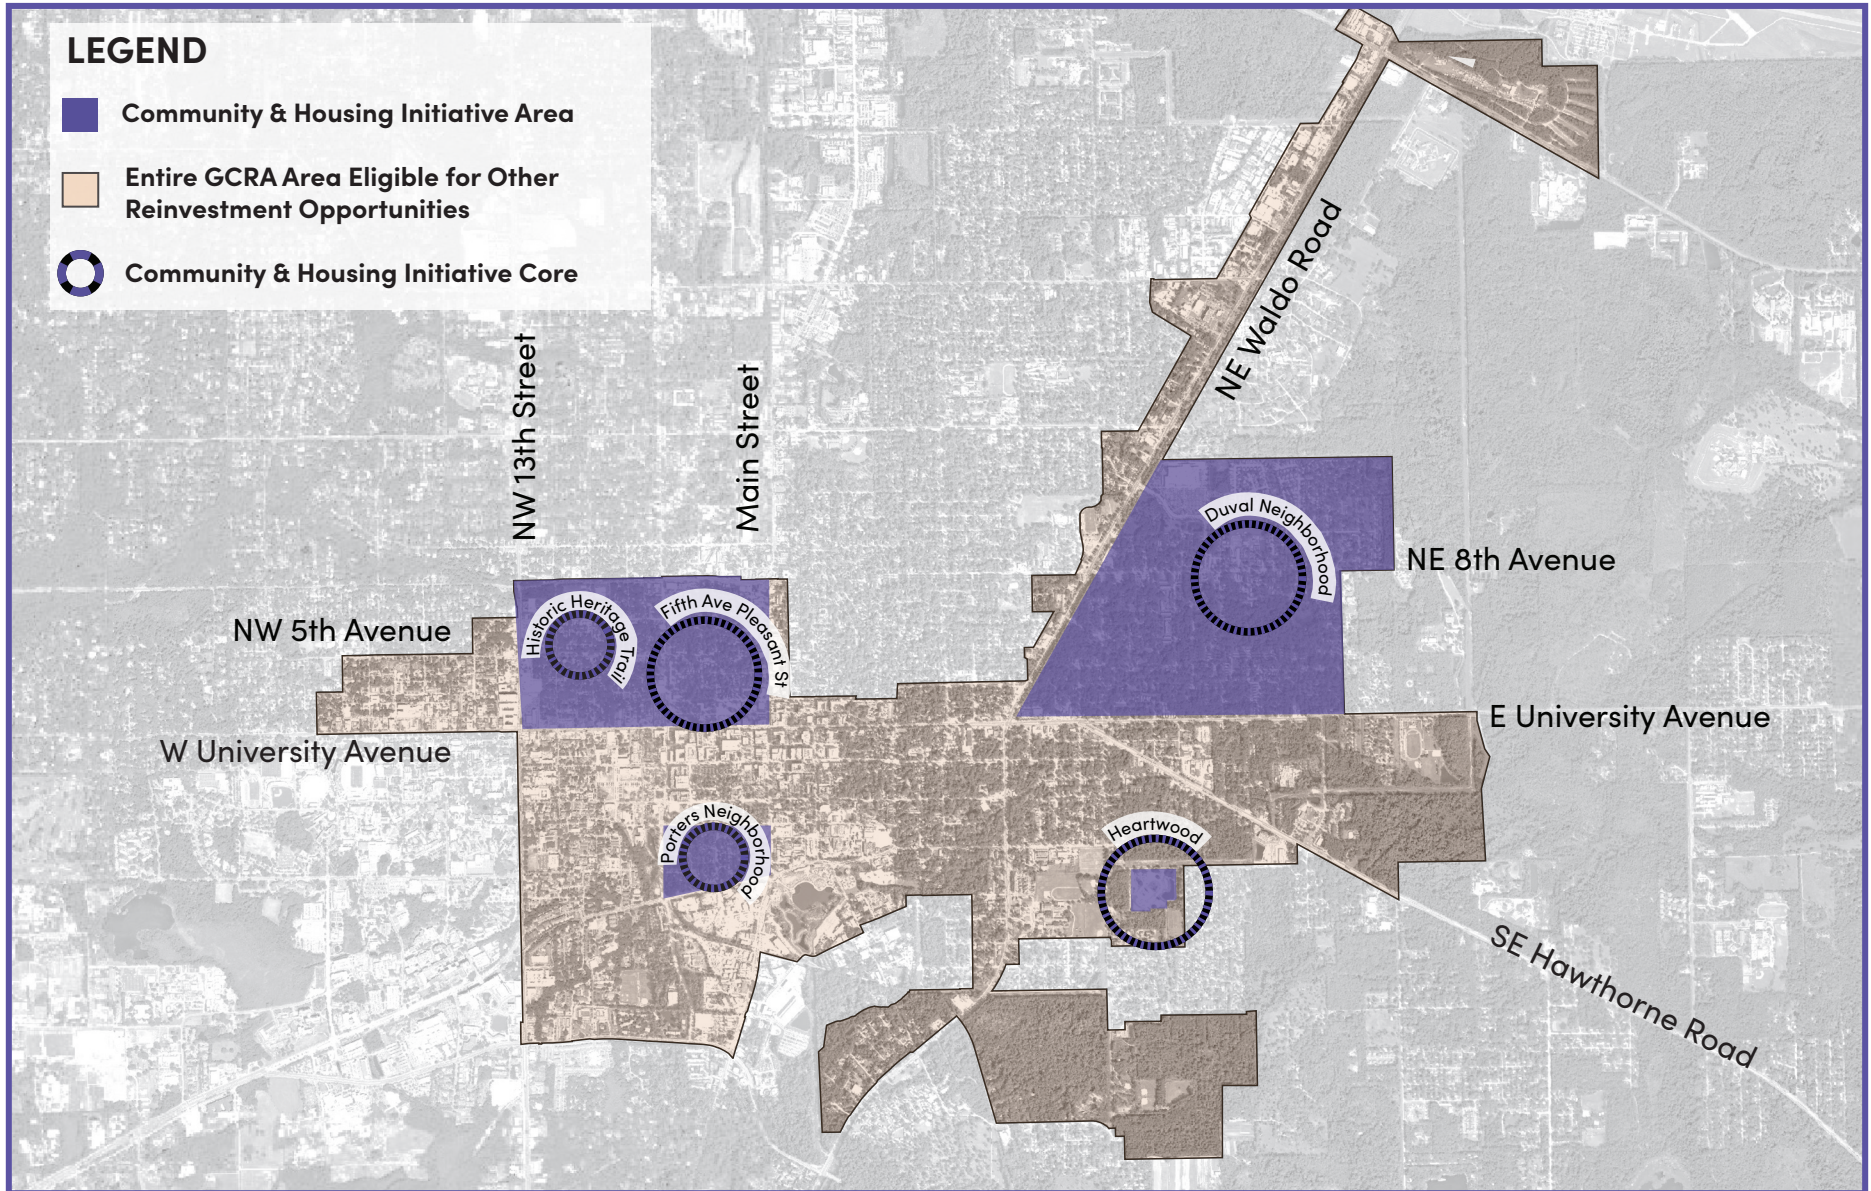 LEGEND
Community & Housing Initiative Area
Entire GCRA Area Eligible for Other
Reinvestment Opportunities
Community & Housing Initiative Core
NE Waldo Road
NW 13th Street
Main Street
Duval Neighborhood
NE 8th Avenue
NW 5th Avenue
Historic Heritage Trail
Fifth Ave Pleasant St
E University Avenue
W University Avenue
Porters Neighborhood
Heartwood
SE Hawthorne Road